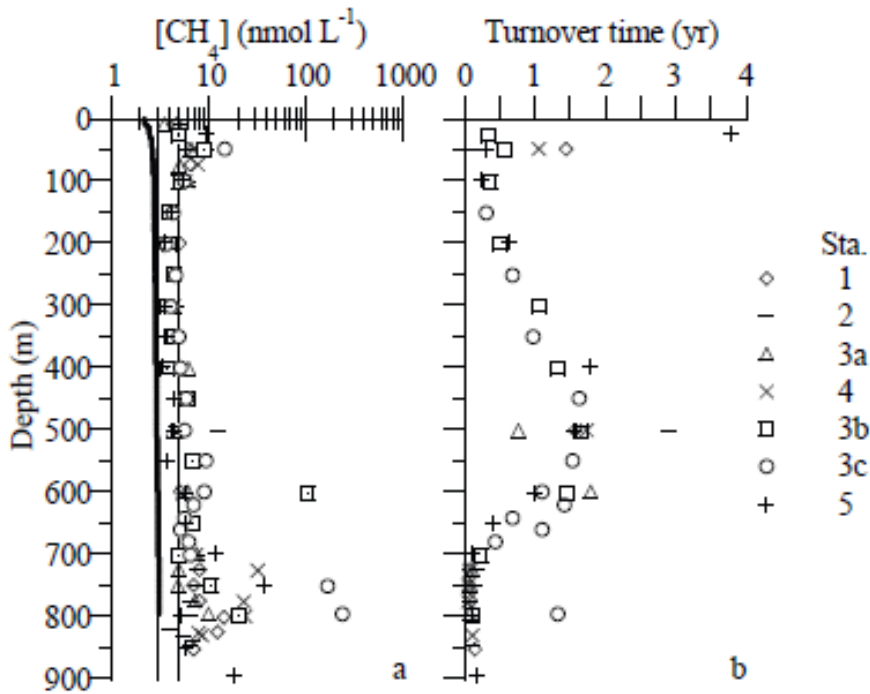 [CH4] (nmol L-1) Turnover time (yr)
1 10 100 1000 0 1 2 3 4
0
100
200
300
400
500
600
700
800
900
Depth (m)
a
b
Sta.
1
2
3a
4
3b
3c
5